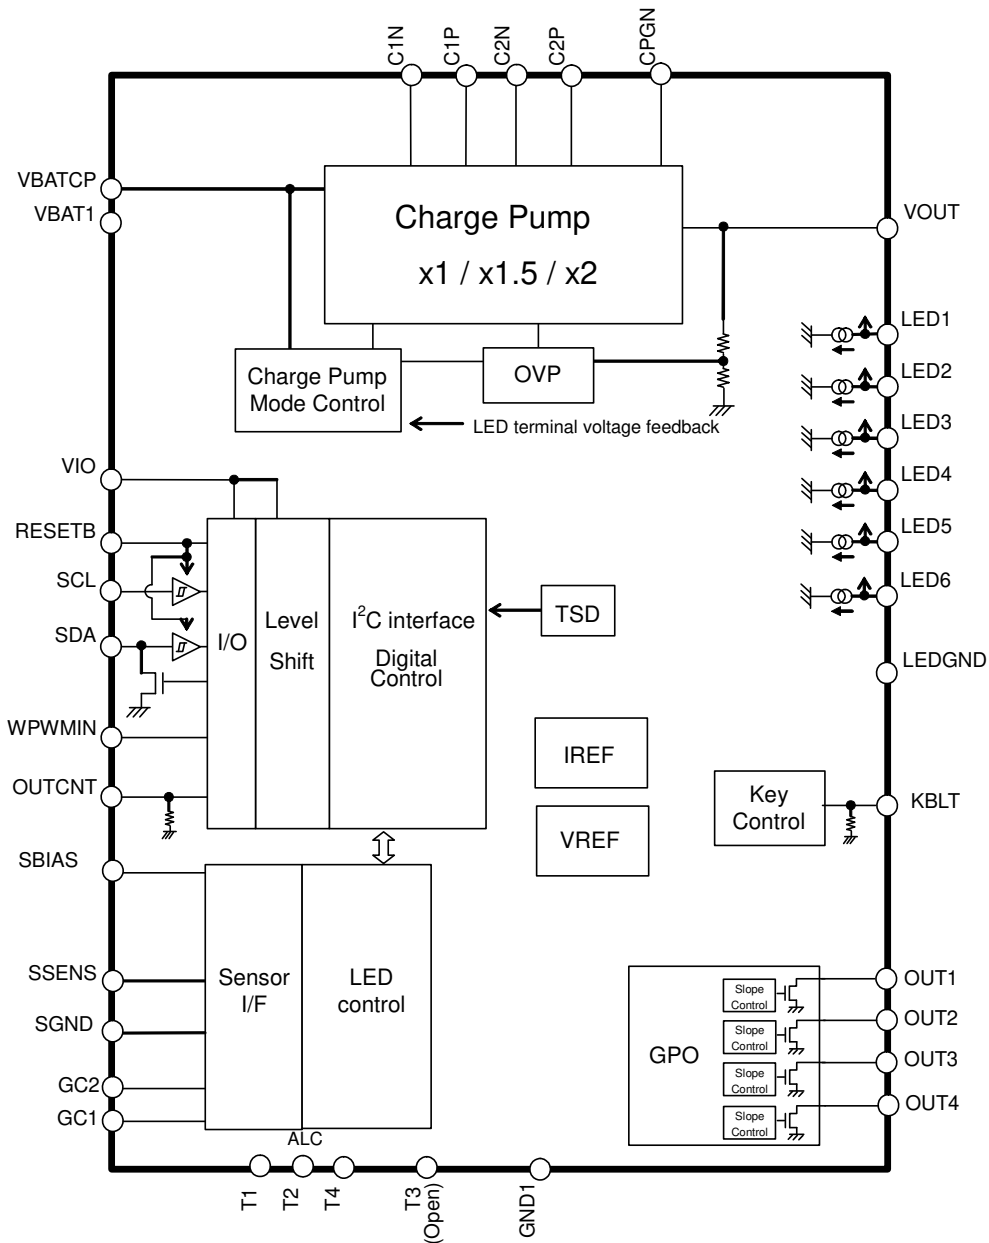 C1N
C1P
C2N
C2P
CPGN
VBATCP
VBAT1
Charge Pump
x1 / x1.5 / x2
VOUT
LED1
LED2
LED3
LED4
LED5
LED6
Charge Pump
Mode Control
OVP
LED terminal voltage feedback
VIO
RESETB
SCL
SDA
WPWMIN
OUTCNT
I/O
Level
Shift
I²C interface
Digital
Control
TSD
LEDGND
IREF
VREF
Key
Control
KBLT
SBIAS
SSENS
SGND
GC2
GC1
Sensor
I/F
LED
control
ALC
GPO
Slope
Control
Slope
Control
Slope
Control
Slope
Control
OUT1
OUT2
OUT3
OUT4
T1
T2
T4
T3
(Open)
GND1